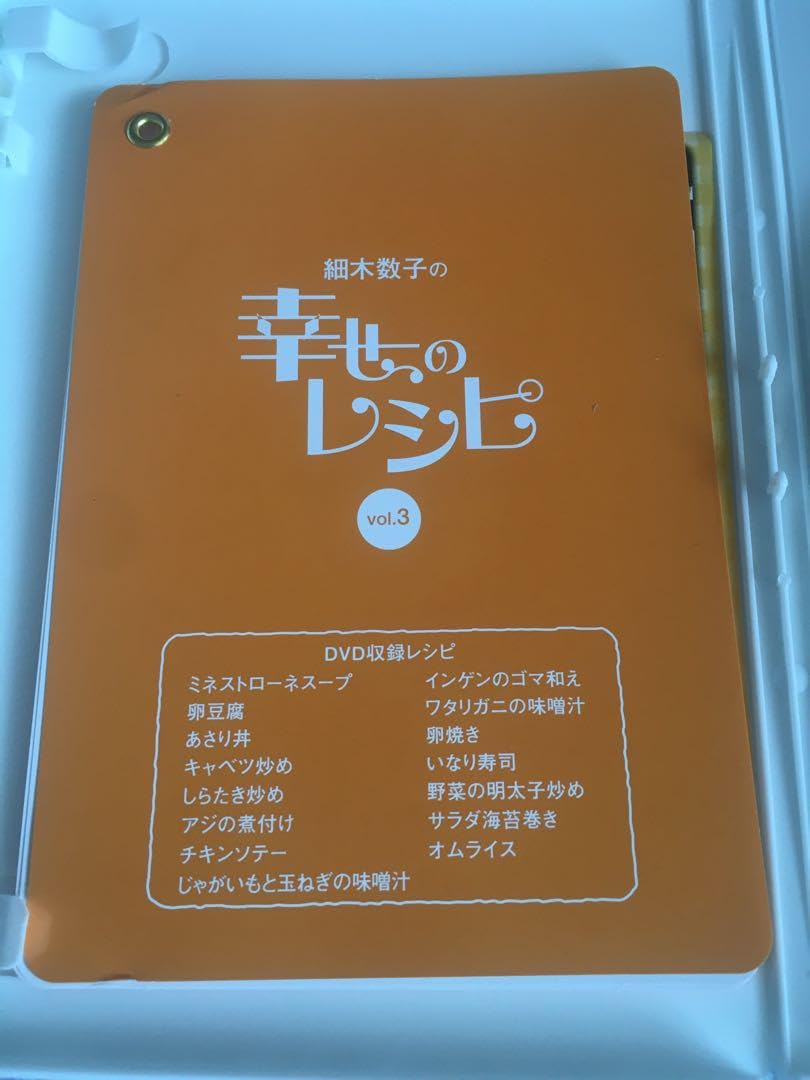 細木数子の
幸せの
レシピ
vol.3
DVD収録レシピ
ミネストローネスープ
卵豆腐
あさり丼
キャベツ炒め
しらたき炒め
アジの煮付け
チキンソテー
じゃがいもと玉ねぎの味噌汁
インゲンのゴマ和え
ワタリガニの味噌汁
卵焼き
いなり寿司
野菜の明太子炒め
サラダ海苔巻き
オムライス